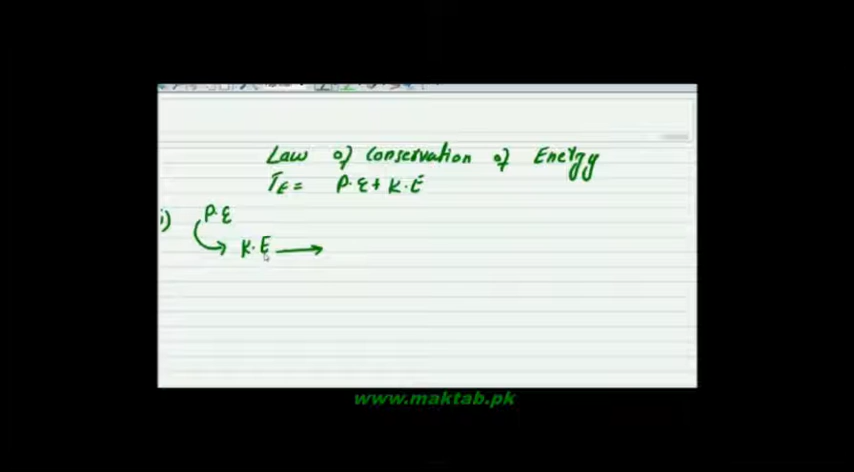 Law of Conservation of Energy
TE = P.E + K.E
i) P.E
K.E
www.maktab.pk